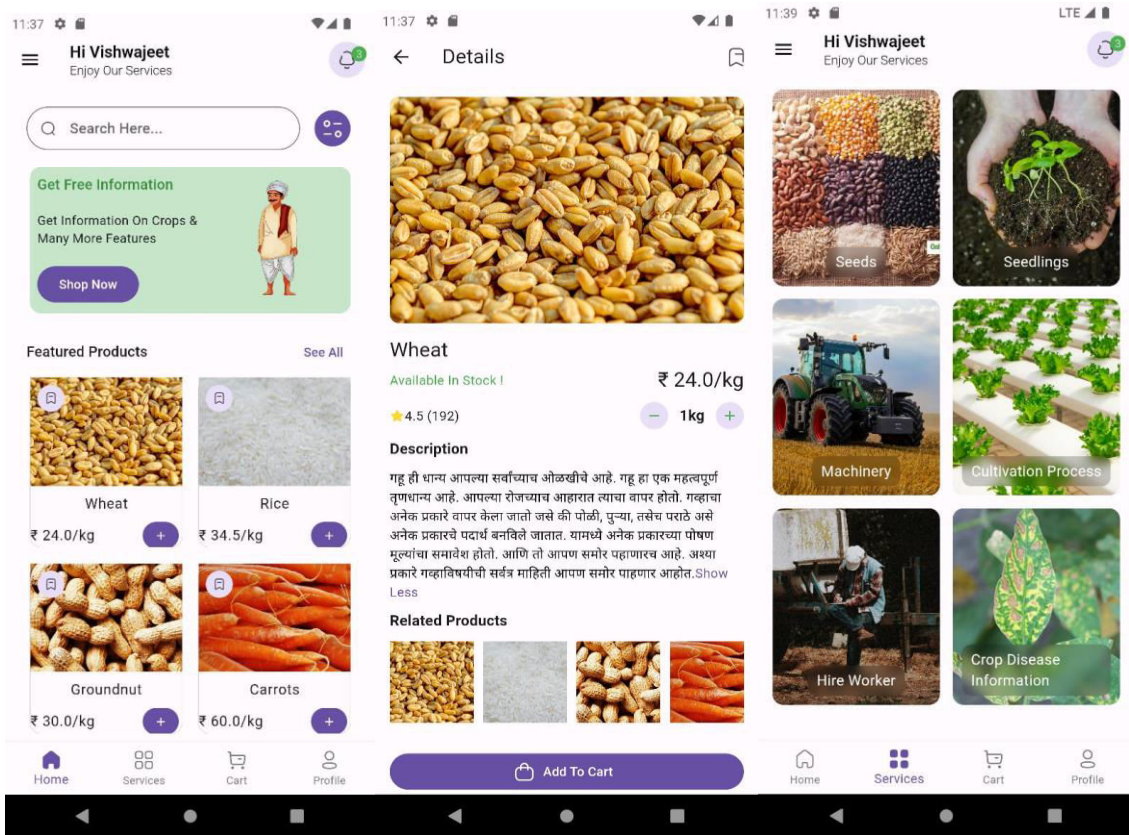 11:37
Hi Vishwajeet
3
Enjoy Our Services
Search Here...
Get Free Information
Get Information On Crops &
Many More Features
Shop Now
Featured Products
See All
Wheat
Rice
₹ 24.0/kg
+
₹ 34.5/kg
+
Groundnut
Carrots
₹ 30.0/kg
+
₹ 60.0/kg
+
Home
Services
Cart
Profile
11:37
Details
Wheat
Available In Stock !
₹ 24.0/kg
4.5 (192)
− 1kg +
Description
गहू ही धान्य आपल्या सर्वांच्याच ओळखीचे आहे. गहू हा एक महत्वपूर्ण
तृणधान्य आहे. आपल्या रोजच्याच आहारात त्याचा वापर होतो. गव्हाचा
अनेक प्रकारे वापर केला जातो जसे की पोळी, पुऱ्या, तसेच पराठे असे
अनेक प्रकारचे पदार्थ बनविले जातात. यामध्ये अनेक प्रकारच्या पोषण
मूल्यांचा समावेश होतो. आणि तो आपण समोर पहाणारच आहे. अश्या
प्रकारे गव्हाविषयीची सर्वत्र माहिती आपण समोर पाहणार आहोत.Show
Less
Related Products
Add To Cart
11:39
LTE
Hi Vishwajeet
3
Enjoy Our Services
Seeds
Seedlings
Machinery
Cultivation Process
Hire Worker
Crop Disease
Information
Home
Services
Cart
Profile